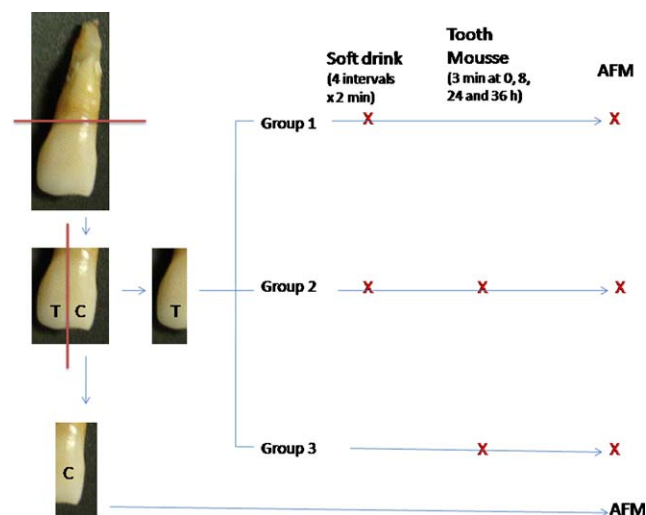 Soft drink
(4 intervals
x 2 min)
Tooth
Mousse
(3 min at 0, 8,
24 and 36 h)
AFM
Group 1
X
X
T C
T
Group 2
X
X
X
C
Group 3
X
X
AFM